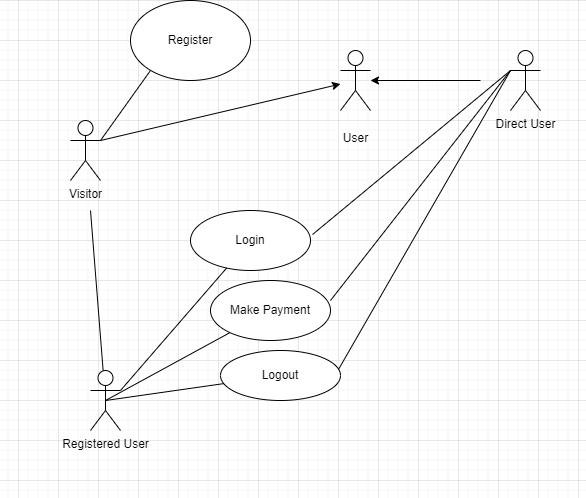 Register
User
Direct User
Visitor
Login
Make Payment
Logout
Registered User